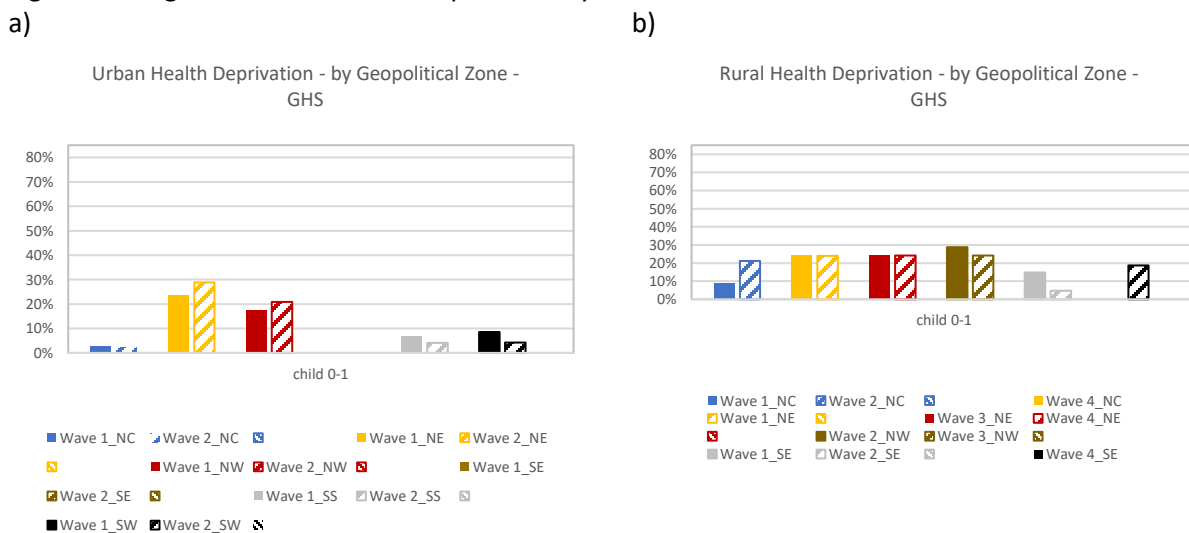 a)
b)
Urban Health Deprivation - by Geopolitical Zone -
GHS
80%
70%
60%
50%
40%
30%
20%
10%
0%
child 0-1
Wave 1_NC Wave 2_NC Wave 1_NE Wave 2_NE
Wave 1_NW Wave 2_NW Wave 1_SE
Wave 2_SE Wave 1_SS Wave 2_SS
Wave 1_SW Wave 2_SW
Rural Health Deprivation - by Geopolitical Zone -
GHS
80%
70%
60%
50%
40%
30%
20%
10%
0%
child 0-1
Wave 1_NC Wave 2_NC Wave 4_NC
Wave 1_NE Wave 3_NE Wave 4_NE
Wave 2_NW Wave 3_NW
Wave 1_SE Wave 2_SE Wave 4_SE